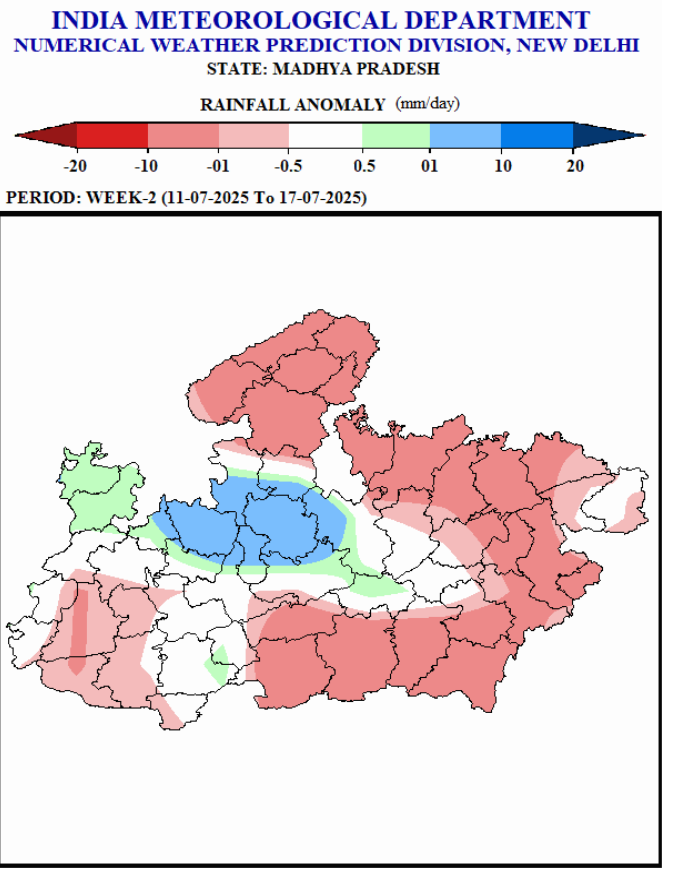 INDIA METEOROLOGICAL DEPARTMENT
NUMERICAL WEATHER PREDICTION DIVISION, NEW DELHI
STATE: MADHYA PRADESH
RAINFALL ANOMALY (mm/day)
-20 -10 -01 -0.5 0.5 01 10 20
PERIOD: WEEK-2 (11-07-2025 To 17-07-2025)